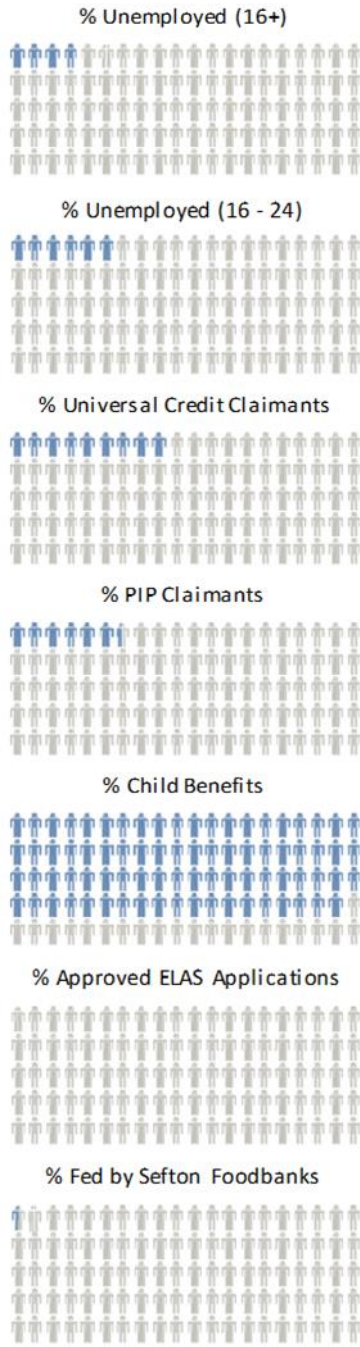 % Unemployed (16+)
% Unemployed (16 - 24)
% Universal Credit Claimants
% PIP Claimants
% Child Benefits
% Approved ELAS Applications
% Fed by Sefton Foodbanks